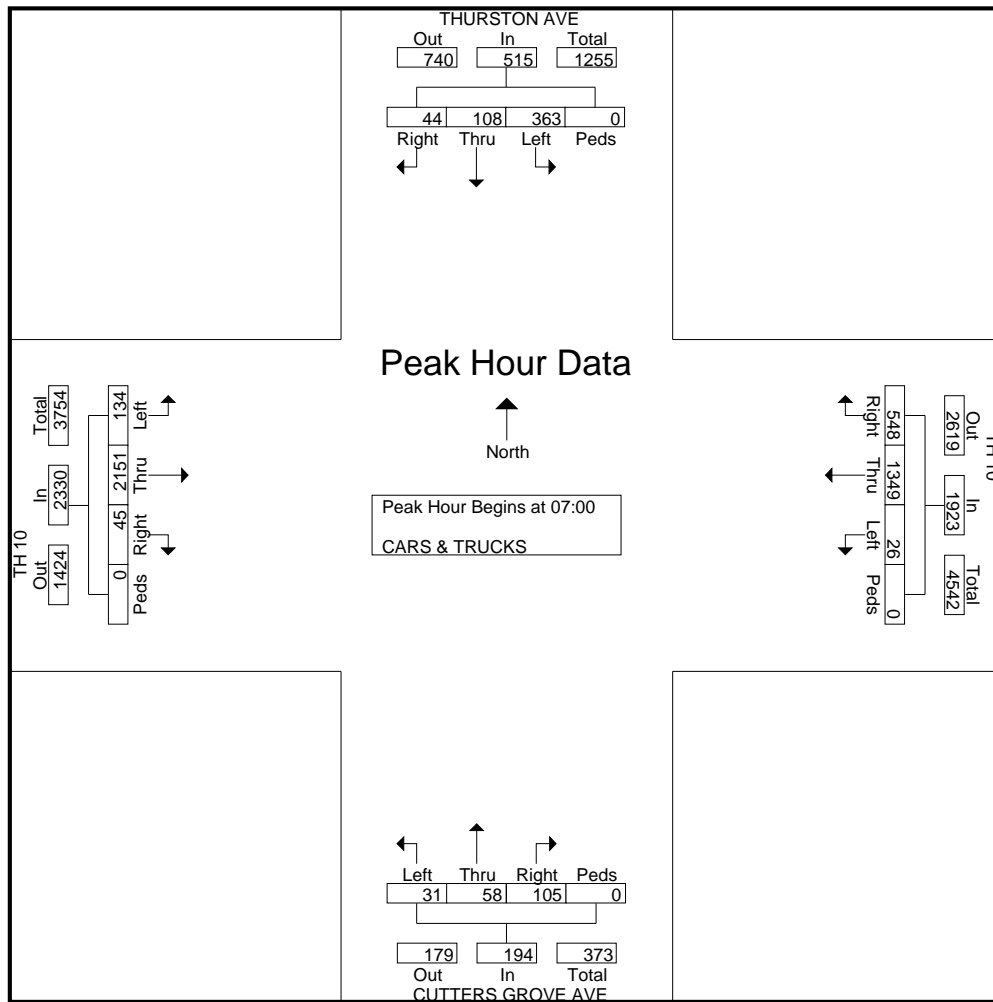 THURSTON AVE
Out In Total
740 515 1255
44 108 363 0
Right Thru Left Peds
Peak Hour Data
North
Peak Hour Begins at 07:00
CARS & TRUCKS
TH 10
Total In Out
3754 2330 1424
134 2151 45 0
Left Thru Right Peds
TH 10
Out In Total
2619 1923 4542
548 1349 26 0
Right Thru Left Peds
Left Thru Right Peds
31 58 105 0
179 194 373
Out In Total
CUTTERS GROVE AVE